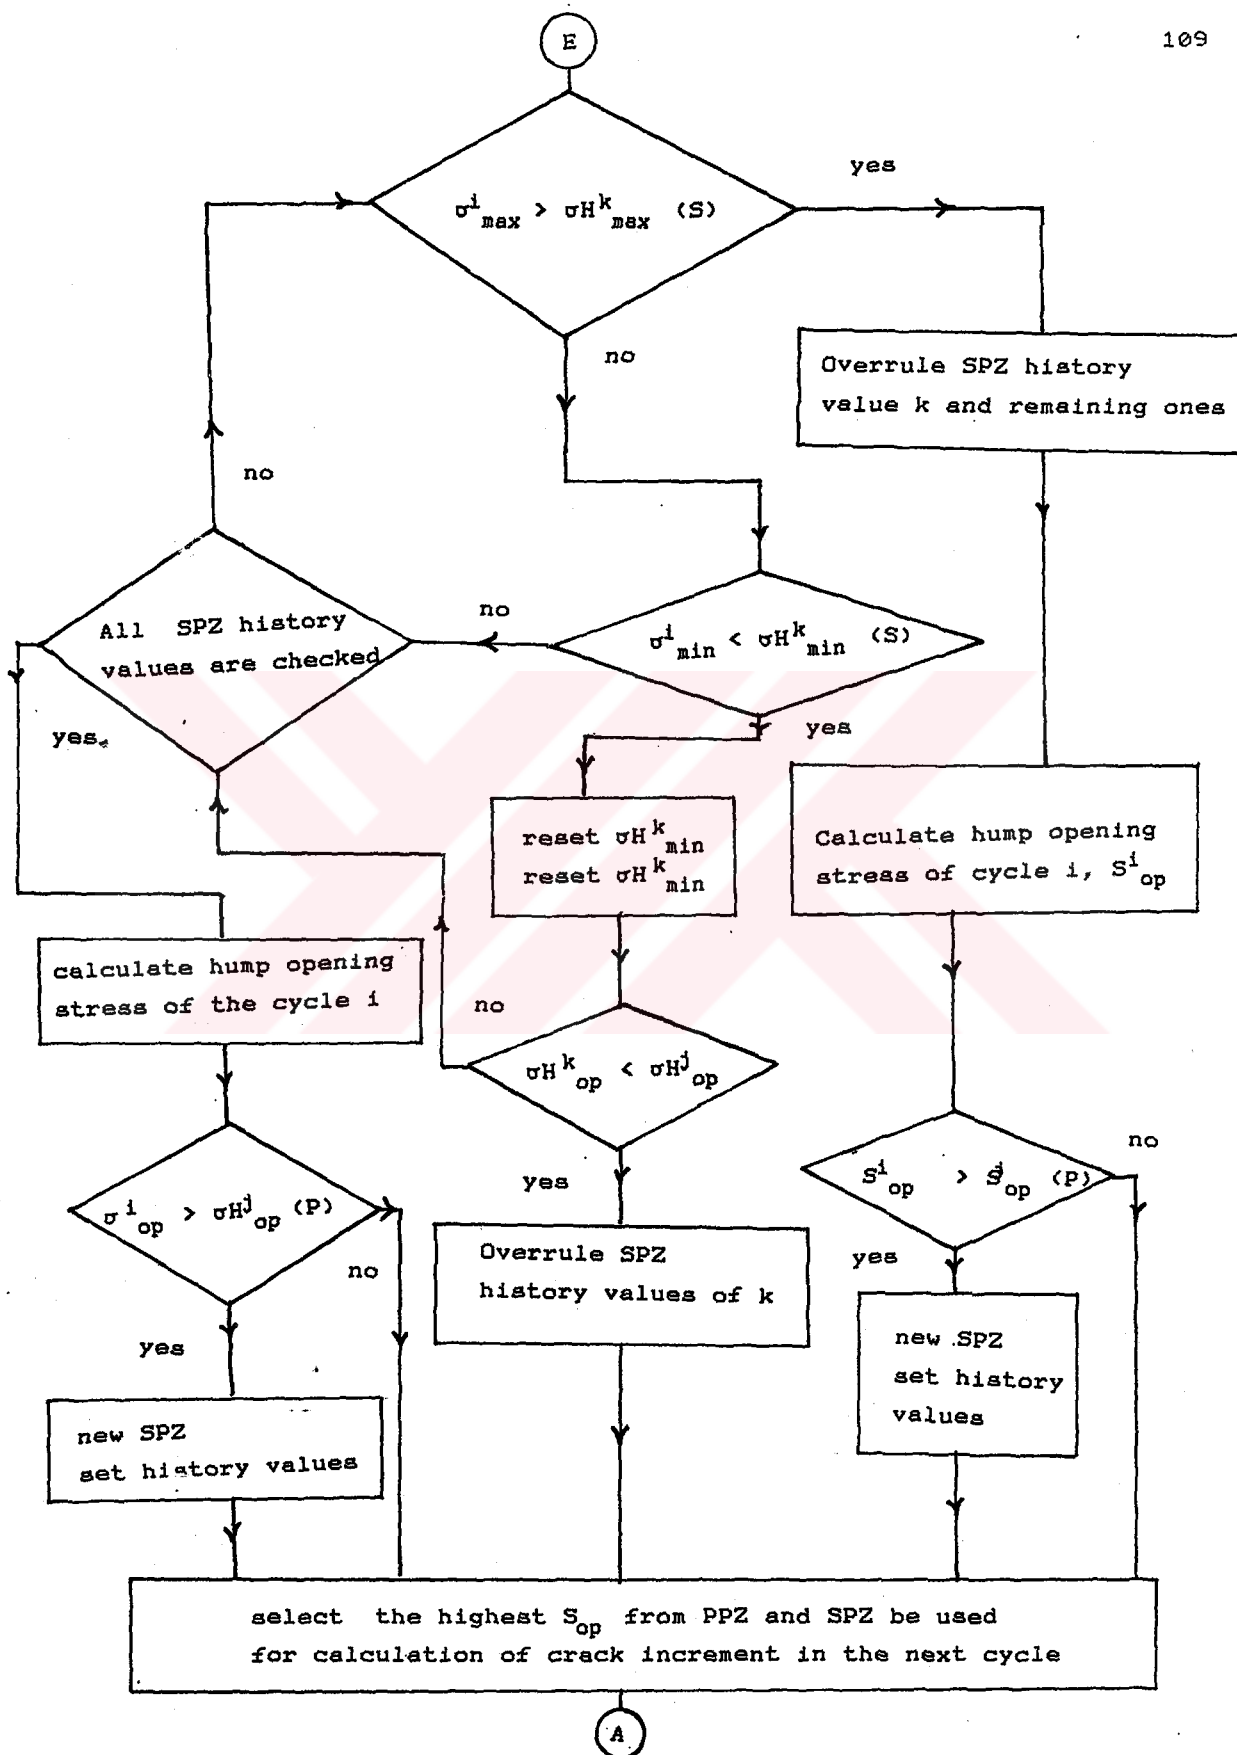 109
E
σ^i_max > σH^k_max (S)
yes
no
Overrule SPZ history
value k and remaining ones
no
All SPZ history
values are checked
no
σ^i_min < σH^k_min (S)
yes
yes
reset σH^k_min
reset σH^k_min
Calculate hump opening
stress of cycle i, S^i_op
calculate hump opening
stress of the cycle i
no
σH^k_op < σH^j_op
no
S^i_op > S^j_op (P)
σ^i_op > σH^j_op (P)
yes
no
yes
Overrule SPZ
history values of k
yes
new SPZ
set history
values
new SPZ
set history values
select the highest S_op from PPZ and SPZ be used
for calculation of crack increment in the next cycle
A